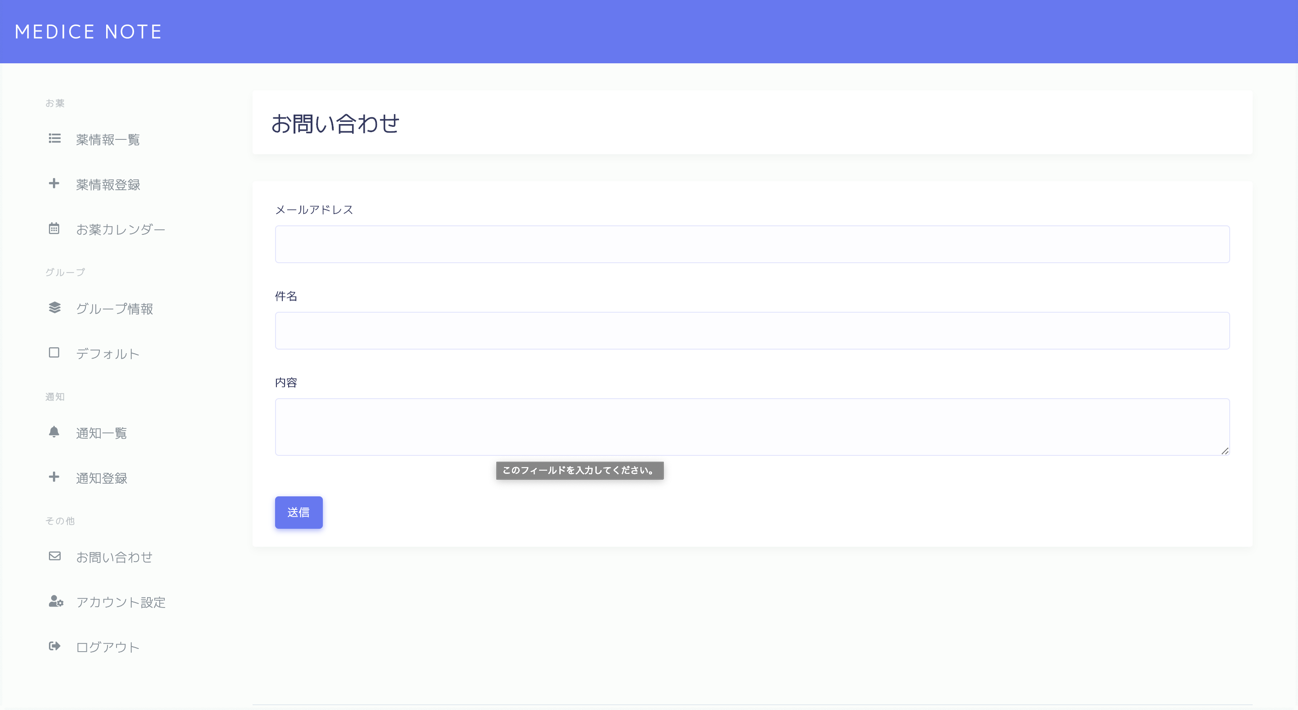 MEDICE NOTE
お薬
薬情報一覧
薬情報登録
お薬カレンダー
グループ
グループ情報
デフォルト
通知
通知一覧
通知登録
その他
お問い合わせ
アカウント設定
ログアウト
お問い合わせ
メールアドレス
件名
内容
このフィールドを入力してください。
送信